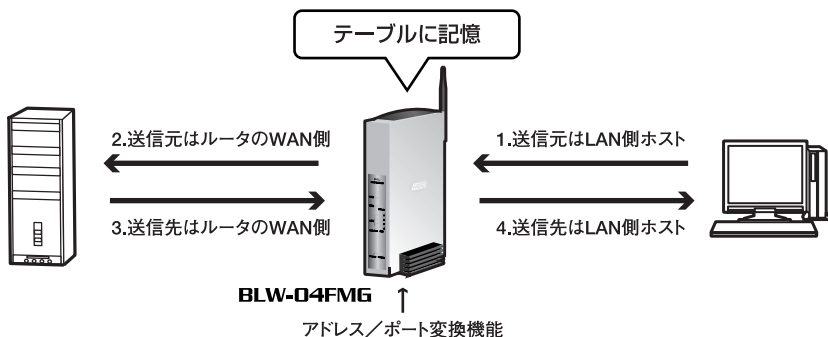 テーブルに記憶
2.送信元はルータのWAN側
1.送信元はLAN側ホスト
3.送信先はルータのWAN側
4.送信先はLAN側ホスト
BLW-04FMG
アドレス／ポート変換機能